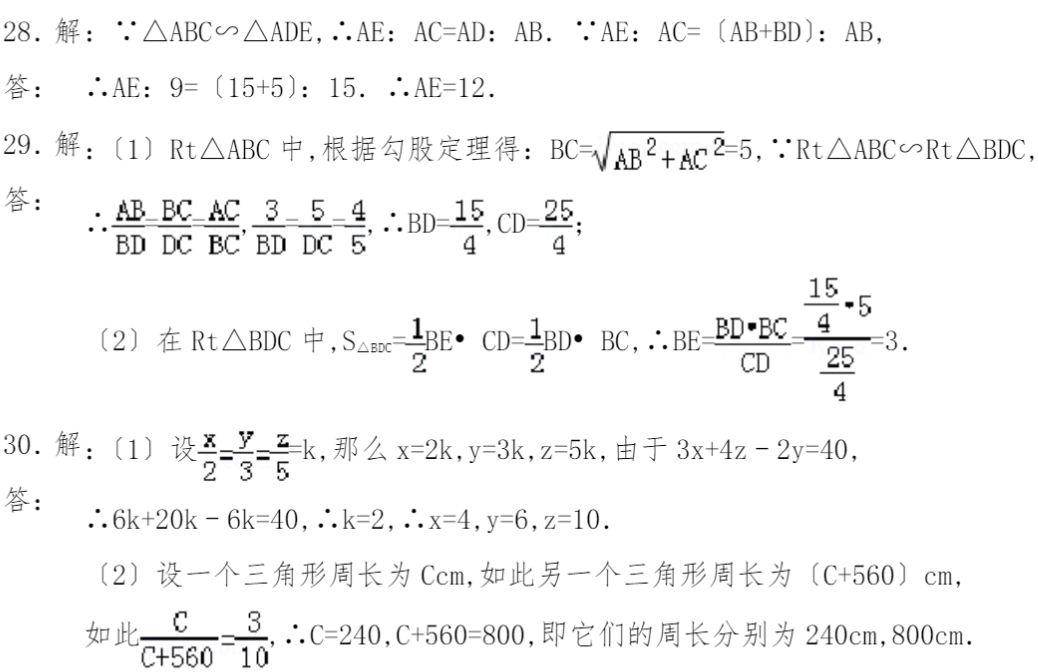 28. 解: ∵△ABC∽△ADE,∴AE: AC=AD: AB. ∵AE: AC=〔AB+BD〕: AB,
答: ∴AE: 9=〔15+5〕: 15. ∴AE=12.
29. 解:〔1〕Rt△ABC 中,根据勾股定理得: BC=√(AB²+AC²)=5,∵Rt△ABC∽Rt△BDC,
答: ∴AB/BD=BC/DC=AC/BC, 3/BD=5/DC=4/5, ∴BD=15/4, CD=25/4;
〔2〕在 Rt△BDC 中,S△BDC=1/2BE• CD=1/2BD• BC,∴BE=(BD•BC)/CD=(15/4•5)/(25/4)=3.
30. 解:〔1〕设x/2=y/3=z/5=k,那么 x=2k,y=3k,z=5k,由于 3x+4z﹣2y=40,
答: ∴6k+20k﹣6k=40,∴k=2,∴x=4,y=6,z=10.
〔2〕设一个三角形周长为 Ccm,如此另一个三角形周长为〔C+560〕cm,
如此C/(C+560)=3/10,∴C=240,C+560=800,即它们的周长分别为 240cm,800cm.